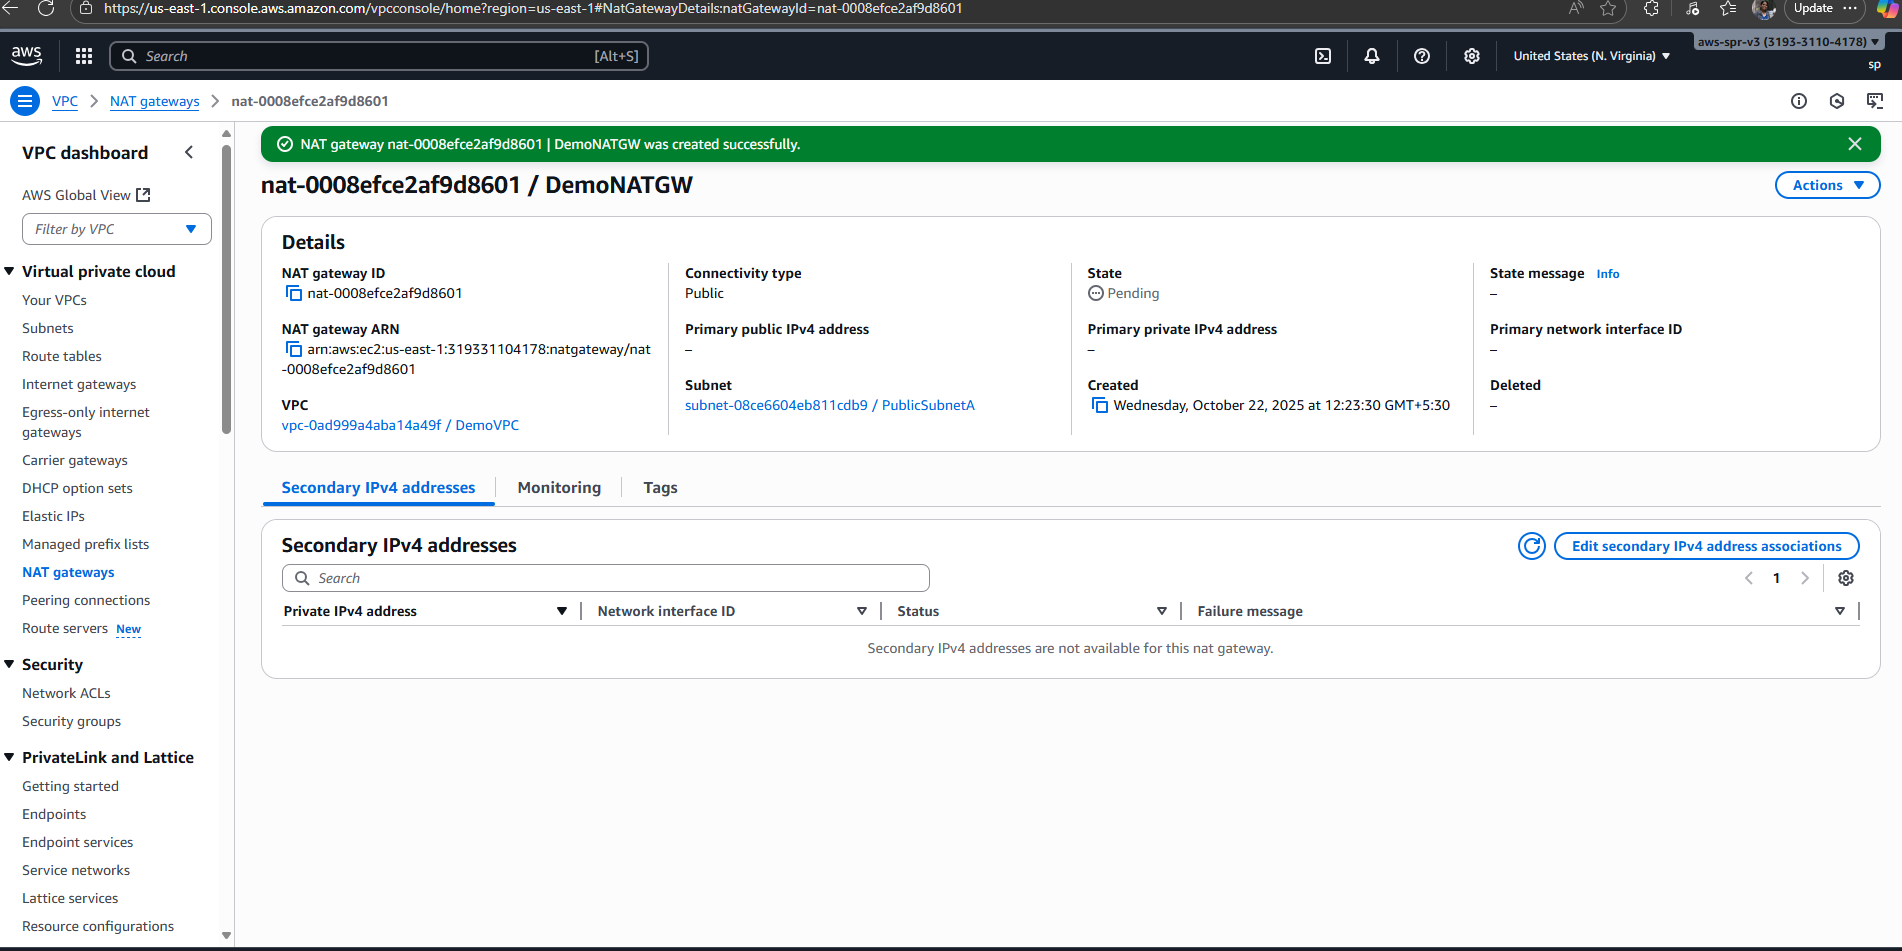 https://us-east-1.console.aws.amazon.com/vpcconsole/home?region=us-east-1#NatGatewayDetails:natGatewayId=nat-0008efce2af9d8601
Update
aws
Search
[Alt+S]
United States (N. Virginia)
aws-spr-v3 (3193-3110-4178)
sp
VPC
NAT gateways
nat-0008efce2af9d8601
VPC dashboard
AWS Global View
Filter by VPC
Virtual private cloud
Your VPCs
Subnets
Route tables
Internet gateways
Egress-only internet
gateways
Carrier gateways
DHCP option sets
Elastic IPs
Managed prefix lists
NAT gateways
Peering connections
Route servers New
Security
Network ACLs
Security groups
PrivateLink and Lattice
Getting started
Endpoints
Endpoint services
Service networks
Lattice services
Resource configurations
NAT gateway nat-0008efce2af9d8601 | DemoNATGW was created successfully.
nat-0008efce2af9d8601 / DemoNATGW
Actions
Details
NAT gateway ID
nat-0008efce2af9d8601
NAT gateway ARN
arn:aws:ec2:us-east-1:319331104178:natgateway/nat
-0008efce2af9d8601
VPC
vpc-0ad999a4aba14a49f / DemoVPC
Connectivity type
Public
Primary public IPv4 address
–
Subnet
subnet-08ce6604eb811cdb9 / PublicSubnetA
State
Pending
Primary private IPv4 address
–
Created
Wednesday, October 22, 2025 at 12:23:30 GMT+5:30
State message Info
–
Primary network interface ID
–
Deleted
–
Secondary IPv4 addresses
Monitoring
Tags
Secondary IPv4 addresses
Edit secondary IPv4 address associations
Search
1
Private IPv4 address
Network interface ID
Status
Failure message
Secondary IPv4 addresses are not available for this nat gateway.